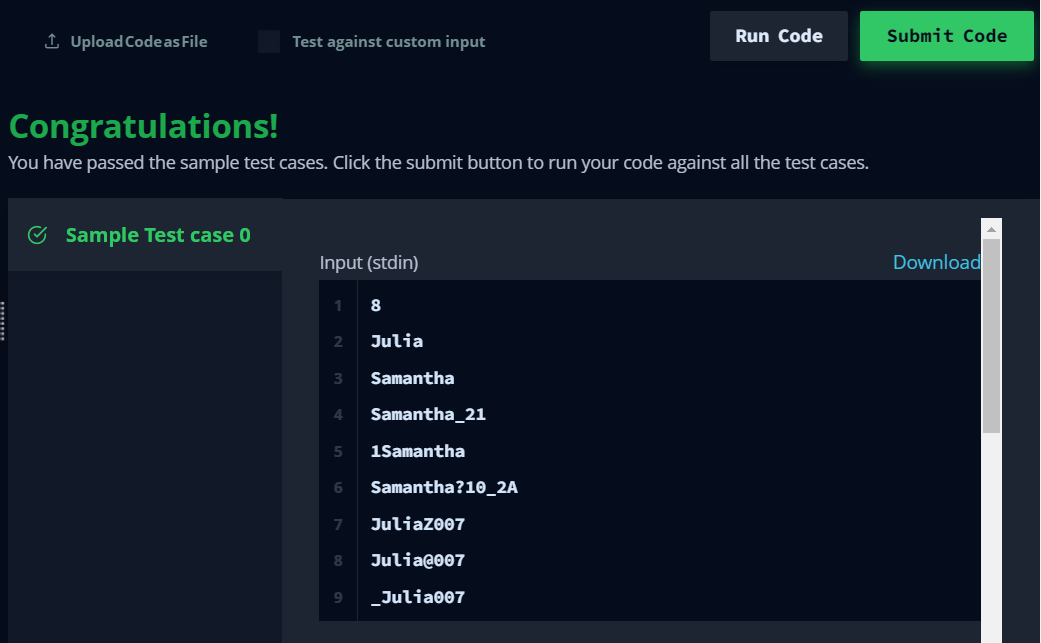 Upload Code as File Test against custom input Run Code Submit Code
Congratulations!
You have passed the sample test cases. Click the submit button to run your code against all the test cases.
Sample Test case 0
Input (stdin) Download
1 8
2 Julia
3 Samantha
4 Samantha_21
5 1Samantha
6 Samantha?10_2A
7 JuliaZ007
8 Julia@007
9 _Julia007